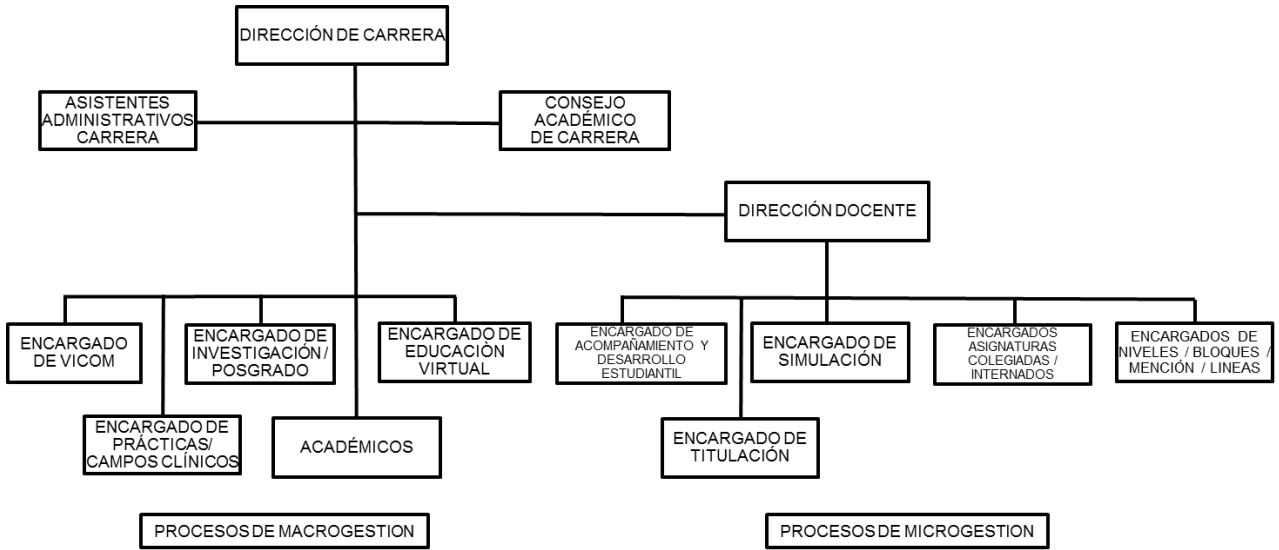 DIRECCIÓN DE CARRERA
ASISTENTES
ADMINISTRATIVOS
CARRERA
CONSEJO
ACADÉMICO
DE CARRERA
DIRECCIÓN DOCENTE
ENCARGADO
DE VICOM
ENCARGADO DE
INVESTIGACIÓN /
POSGRADO
ENCARGADO DE
EDUCACIÒN
VIRTUAL
ENCARGADO DE
ACOMPAÑAMIENTO Y
DESARROLLO
ESTUDIANTIL
ENCARGADO DE
SIMULACIÓN
ENCARGADOS
ASIGNATURAS
COLEGIADAS /
INTERNADOS
ENCARGADOS DE
NIVELES / BLOQUES /
MENCIÓN / LINEAS
ENCARGADO DE
PRÁCTICAS/
CAMPOS CLÍNICOS
ACADÉMICOS
ENCARGADO DE
TITULACIÓN
PROCESOS DE MACROGESTION
PROCESOS DE MICROGESTION